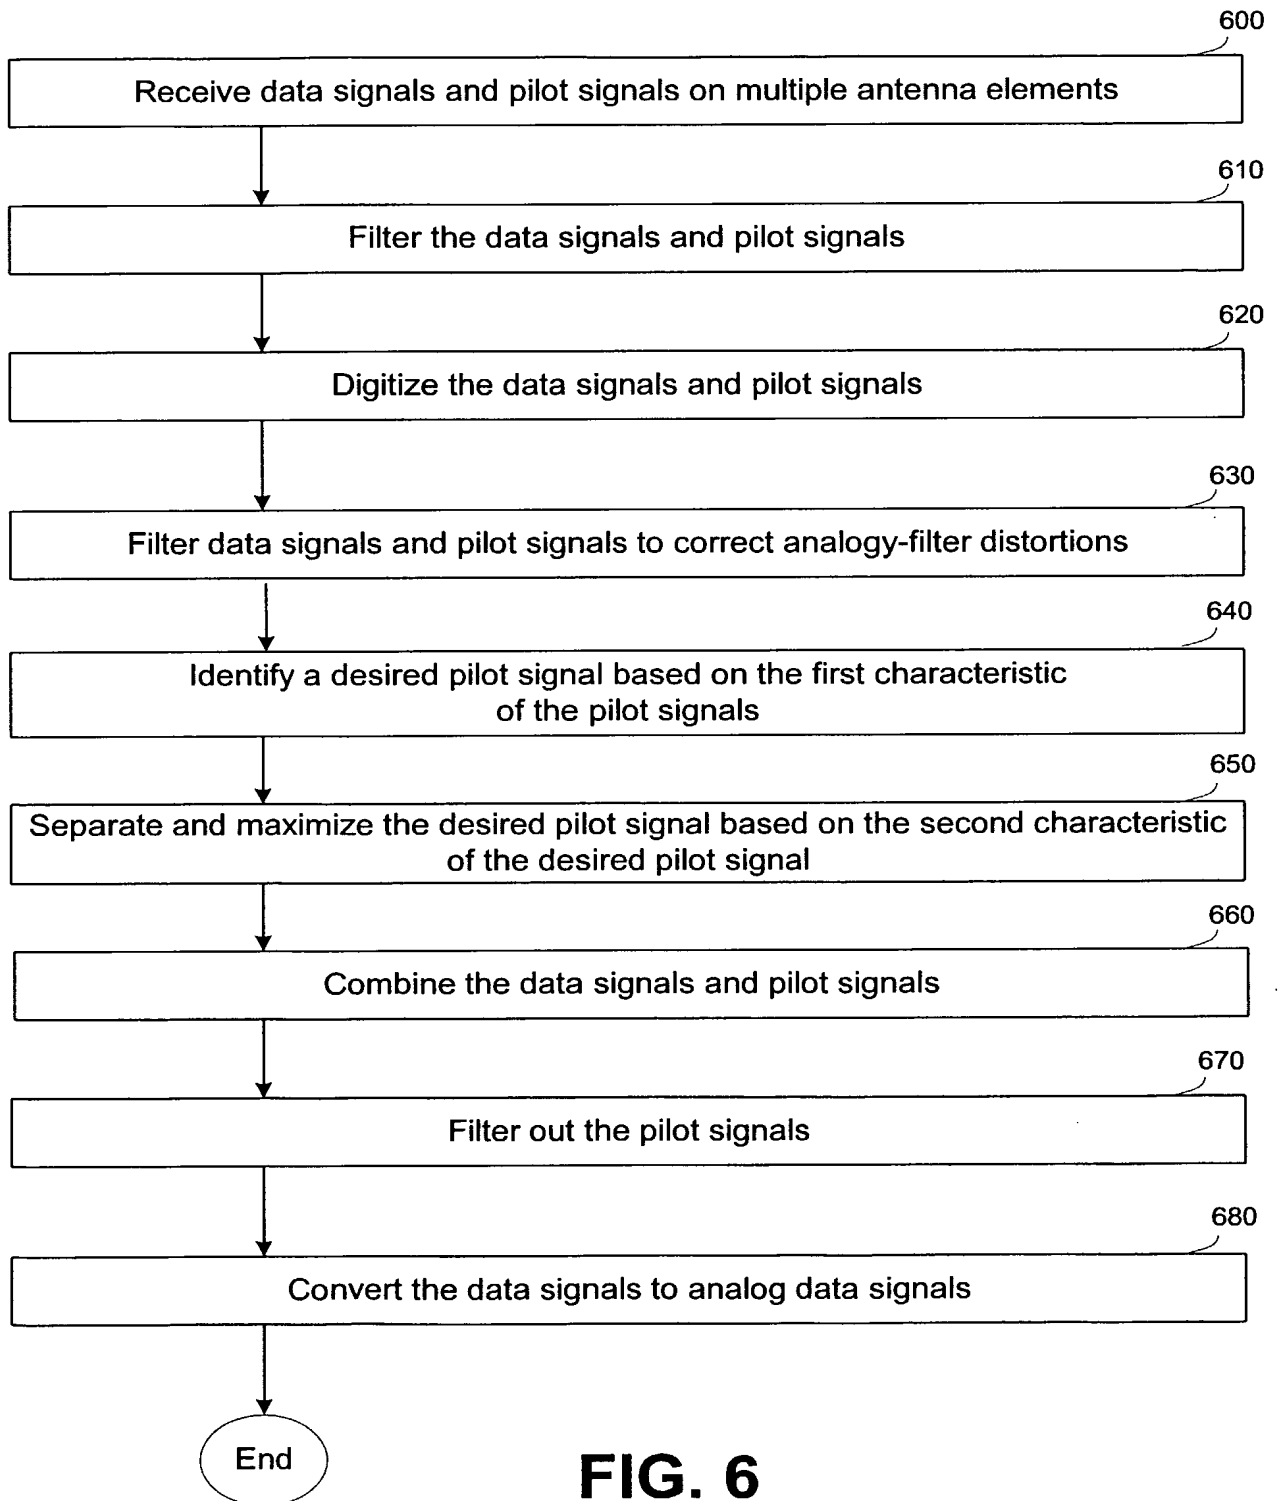 600
Receive data signals and pilot signals on multiple antenna elements
610
Filter the data signals and pilot signals
620
Digitize the data signals and pilot signals
630
Filter data signals and pilot signals to correct analogy-filter distortions
640
Identify a desired pilot signal based on the first characteristic
of the pilot signals
650
Separate and maximize the desired pilot signal based on the second characteristic
of the desired pilot signal
660
Combine the data signals and pilot signals
670
Filter out the pilot signals
680
Convert the data signals to analog data signals
End
FIG. 6